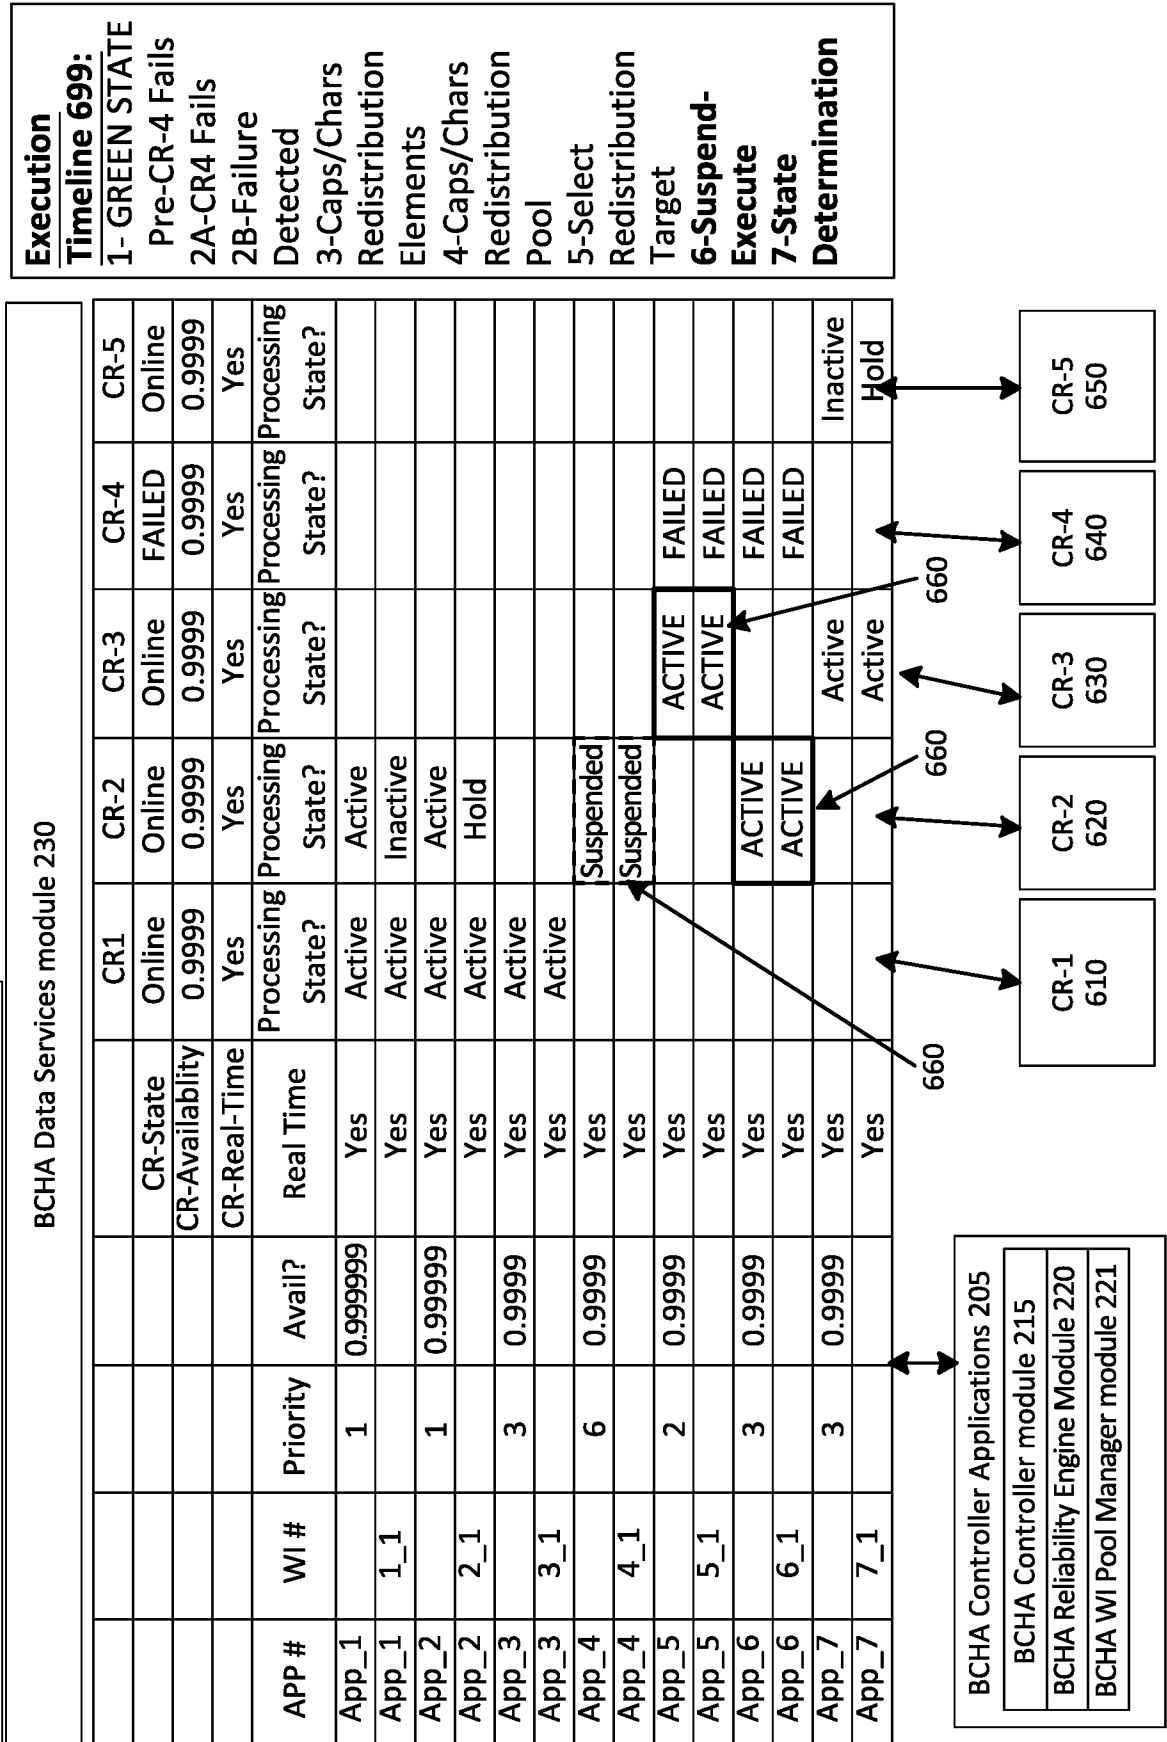 BCHA Data Services module 230
CR1 CR-2 CR-3 CR-4 CR-5
CR-State Online Online Online FAILED Online
CR-Availablity 0.9999 0.9999 0.9999 0.9999 0.9999
CR-Real-Time Yes Yes Yes Yes Yes
APP # WI # Priority Avail? Real Time Processing Processing Processing Processing Processing
State? State? State? State? State?
App_1 1 0.999999 Yes Active Active
App_1 1_1 Yes Active Inactive
App_2 1 0.99999 Yes Active Active
App_2 2_1 Yes Active Hold
App_3 3 0.9999 Yes Active
App_3 3_1 Yes Active
App_4 6 0.9999 Yes Suspended
App_4 4_1 Yes Suspended
App_5 2 0.9999 Yes ACTIVE FAILED
App_5 5_1 Yes ACTIVE FAILED
App_6 3 0.9999 Yes ACTIVE FAILED
App_6 6_1 Yes ACTIVE FAILED
App_7 3 0.9999 Yes Active Inactive
App_7 7_1 Yes Active Hold
Execution
Timeline 699:
1- GREEN STATE
Pre-CR-4 Fails
2A-CR4 Fails
2B-Failure
Detected
3-Caps/Chars
Redistribution
Elements
4-Caps/Chars
Redistribution
Pool
5-Select
Redistribution
Target
6-Suspend-
Execute
7-State
Determination
660
660
660
BCHA Controller Applications 205
BCHA Controller module 215
BCHA Reliability Engine Module 220
BCHA WI Pool Manager module 221
CR-1
610
CR-2
620
CR-3
630
CR-4
640
CR-5
650